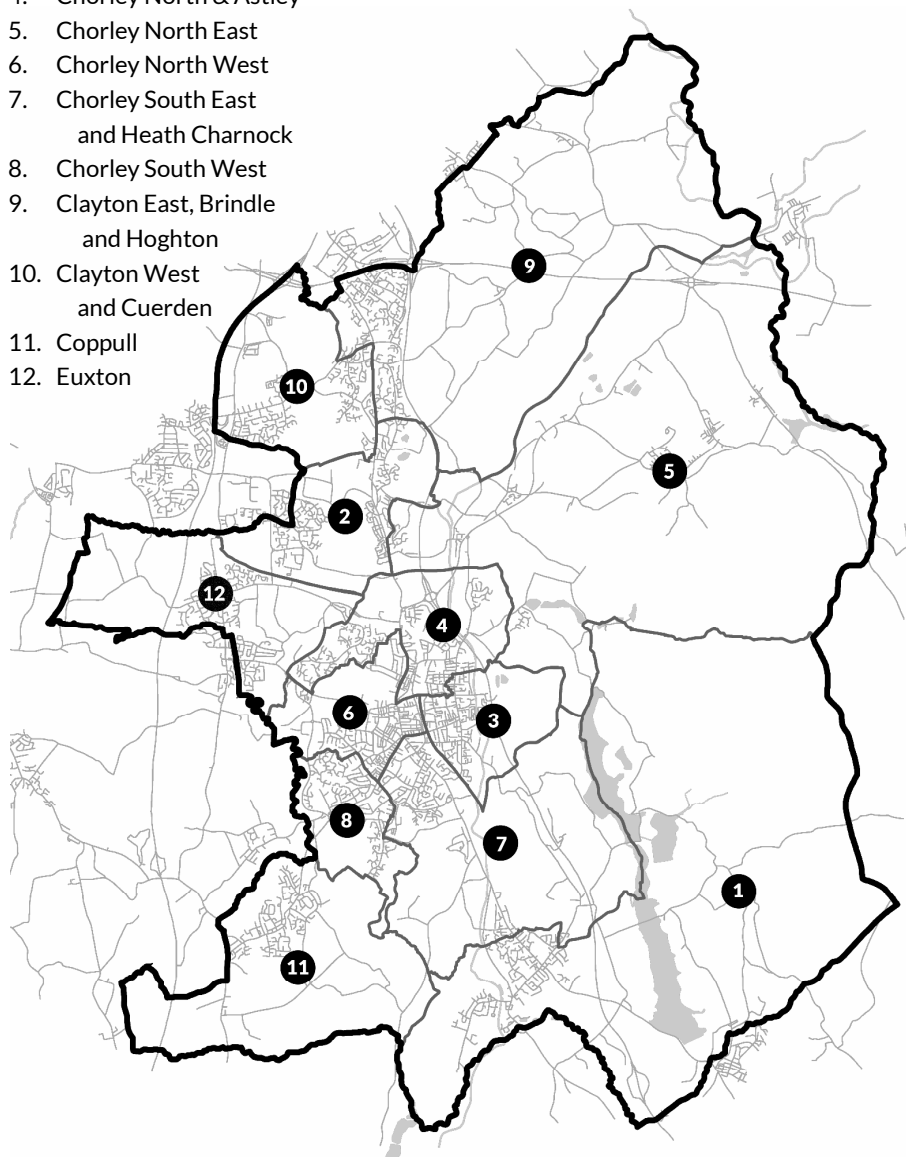 4. Chorley North & Astley
5. Chorley North East
6. Chorley North West
7. Chorley South East
and Heath Charnock
8. Chorley South West
9. Clayton East, Brindle
and Hoghton
10. Clayton West
and Cuerden
11. Coppull
12. Euxton
9
10
5
2
12
4
6
3
8
7
1
11